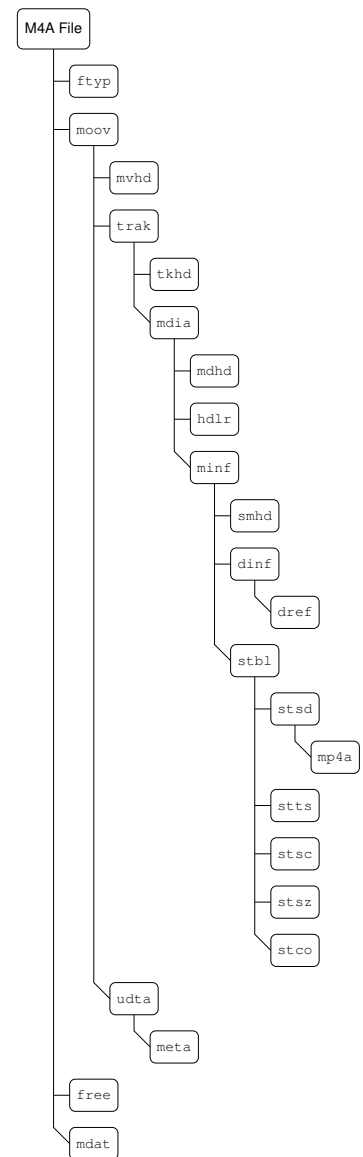 M4A File
ftyp
moov
mvhd
trak
tkhd
mdia
mdhd
hdlr
minf
smhd
dinf
dref
stbl
stsd
mp4a
stts
stsc
stsz
stco
udta
meta
free
mdat